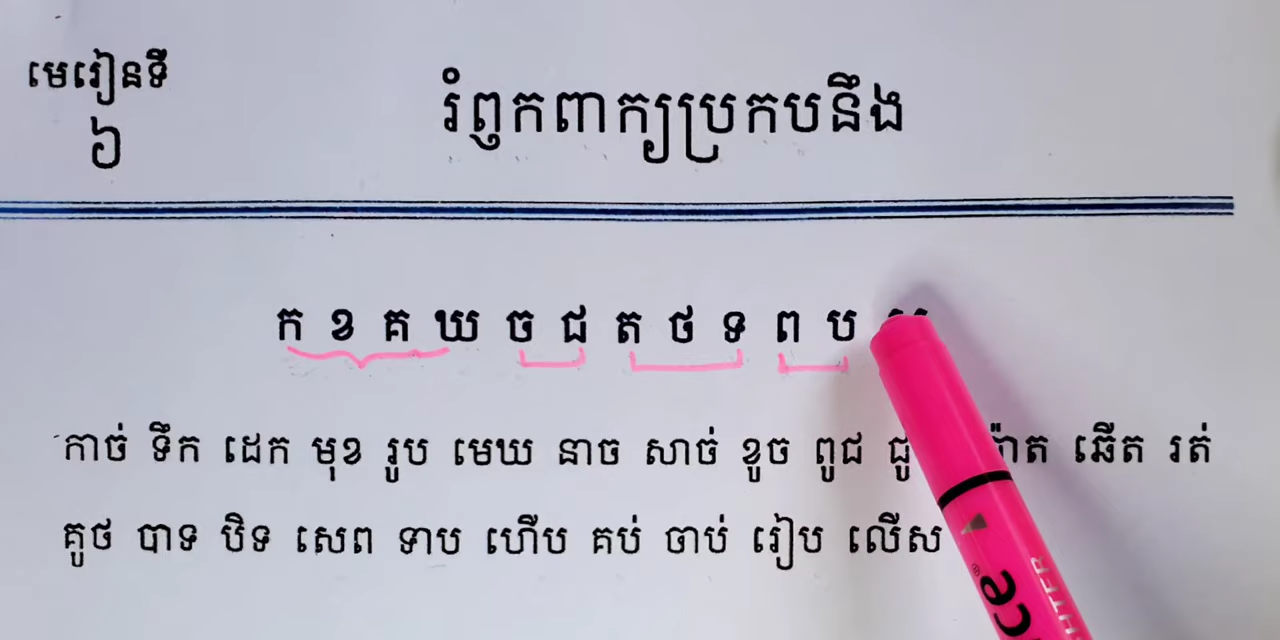 មេរៀនទី
៦
រំឭកពាក្យប្រកបនឹង
ក ខ គ ឃ ច ជ ត ថ ទ ព ប
កាច់ ទឹក ដេក មុខ រូប មេឃ នាច សាច់ ខូច ពូជ ឆើត រត់
គូថ បាទ បិទ សេព ទាប ហើប គប់ ចាប់ រៀប លើស